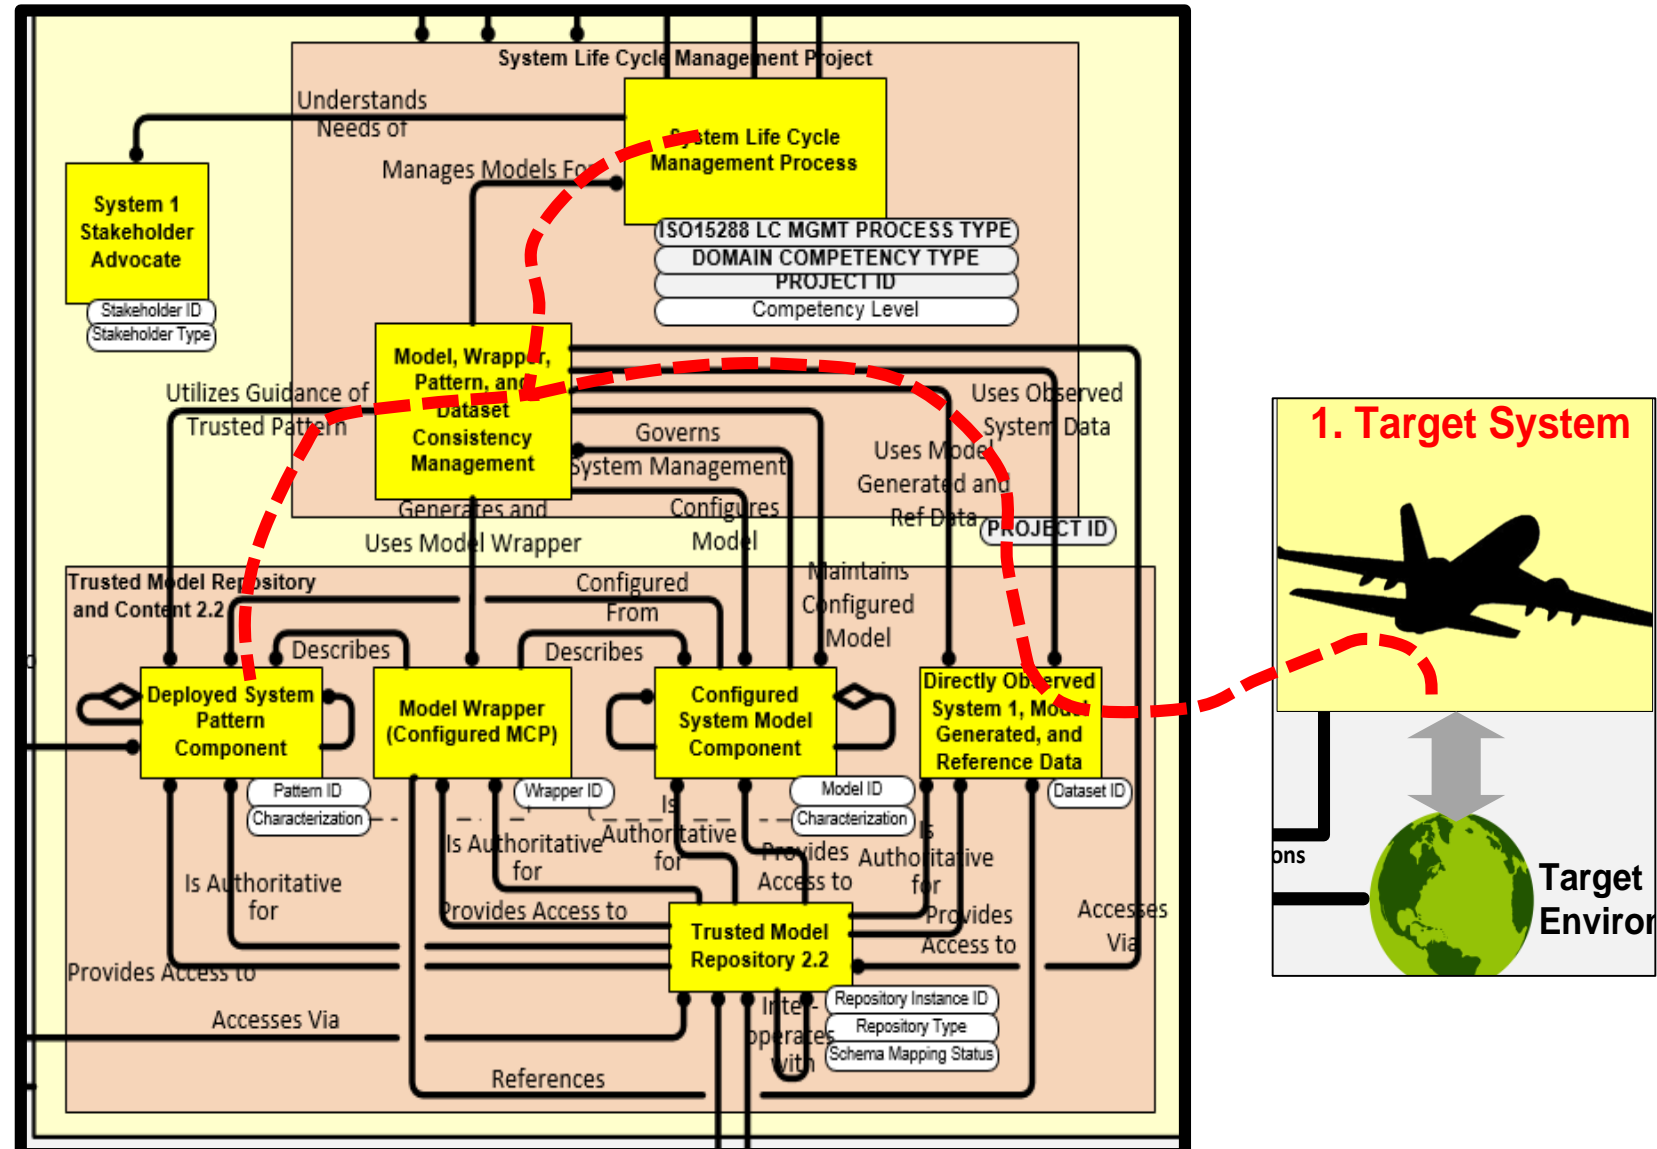 System Life Cycle Management Project
Understands
Needs of
System Life Cycle
Management Process
Manages Models For
System 1
Stakeholder
Advocate
Stakeholder ID
Stakeholder Type
ISO15288 LC MGMT PROCESS TYPE
DOMAIN COMPETENCY TYPE
PROJECT ID
Competency Level
Model, Wrapper,
Pattern, and
Dataset
Consistency
Management
Utilizes Guidance of
Trusted Pattern
Governs
System Management
Configures
Model
Uses Observed
System Data
Uses Model
Generated and
Ref Data
PROJECT ID
Generates and
Uses Model Wrapper
Maintains
Configured
Model
Trusted Model Repository
and Content 2.2
Configured
From
Describes
Describes
Deployed System
Pattern
Component
Model Wrapper
(Configured MCP)
Configured
System Model
Component
Directly Observed
System 1, Model
Generated, and
Reference Data
Pattern ID
Characterization
Wrapper ID
Model ID
Characterization
Dataset ID
Is Authoritative
for
Is Authoritative
for
Is
Authoritative
for
Provides
Access to
Is
Authoritative
for
Provides Access to
Provides Access to
Provides
Access to
Accesses
Via
Trusted Model
Repository 2.2
Repository Instance ID
Repository Type
Schema Mapping Status
Inter-
operates
with
Accesses Via
References
1. Target System
ons
Target
Enviror